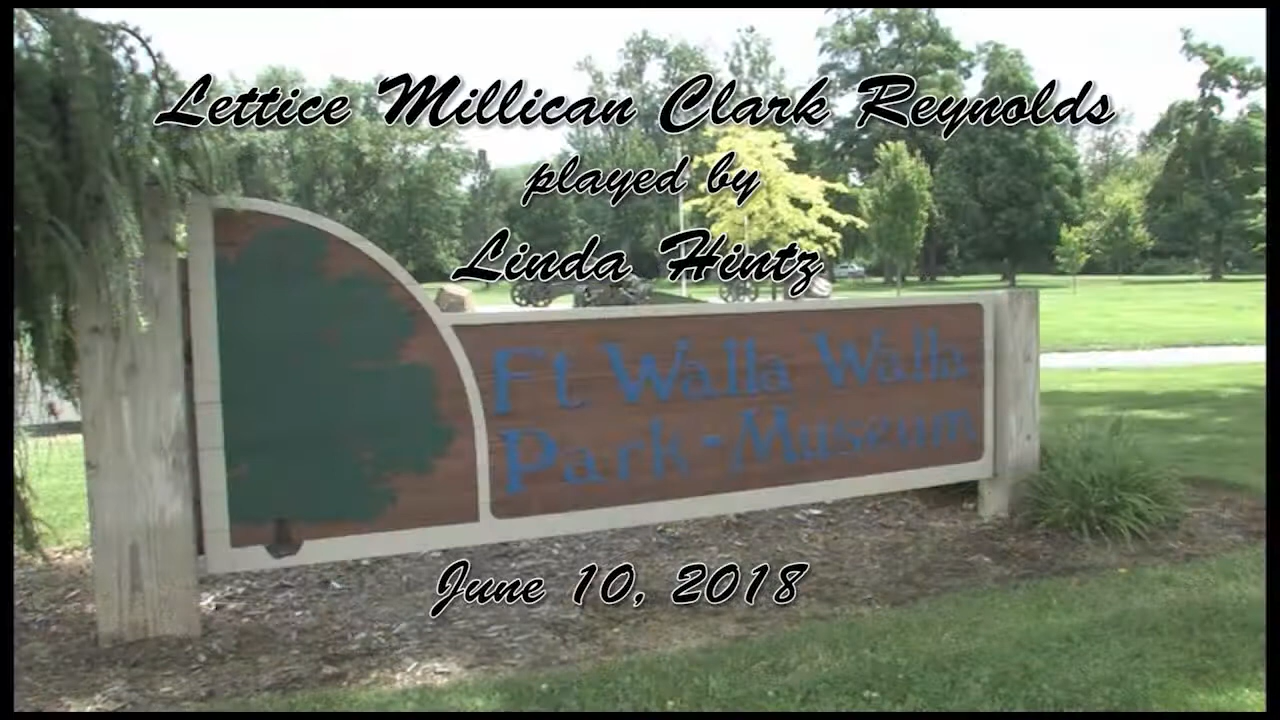 Lettice Millican Clark Reynolds
played by
Linda Hintz
Ft Walla Walla
Park-Museum
June 10, 2018